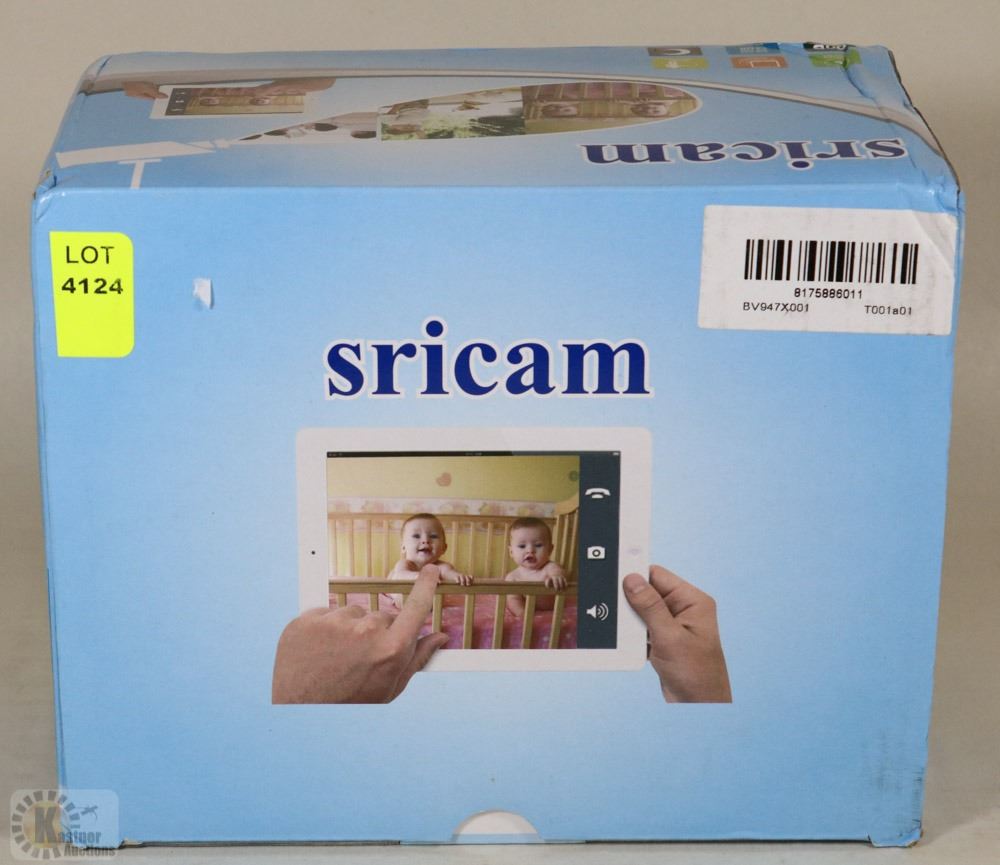 sricam
LOT
4124
8175886011
BV947X001 T001a01
sricam
Kastner
Auctions